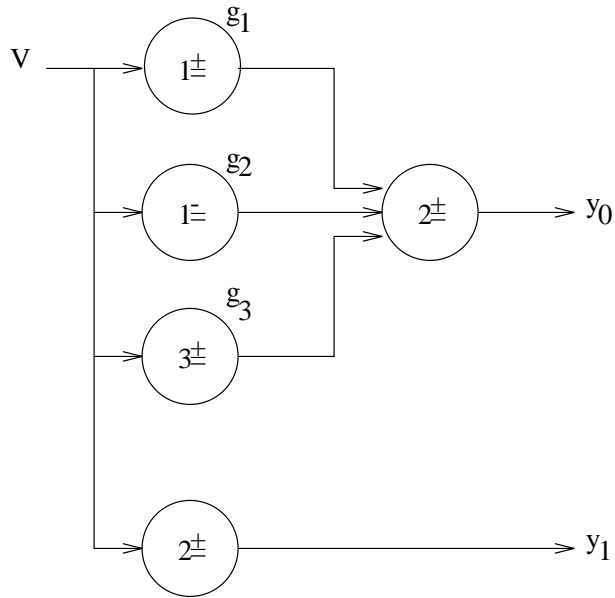 g₁
V
1 ±=
g₂
1 -=
2 ±=
y₀
g₃
3 ±=
2 ±=
y₁